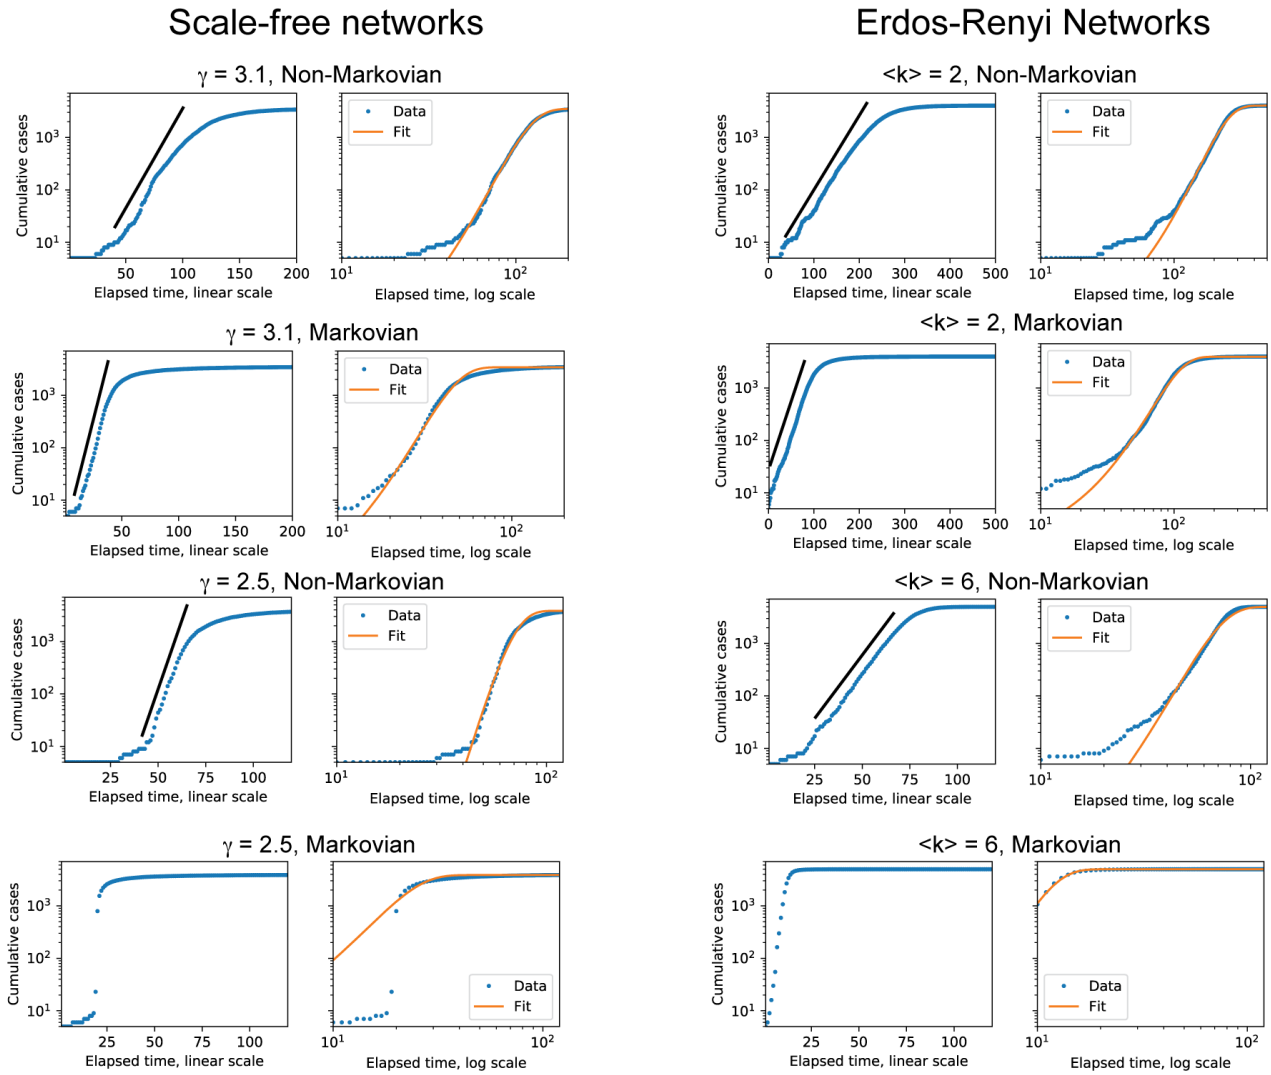 Scale-free networks
Erdos-Renyi Networks
γ = 3.1, Non-Markovian
Cumulative cases
10³
10²
10¹
50 100 150 200
Elapsed time, linear scale
Data
Fit
10¹ 10²
Elapsed time, log scale
<k> = 2, Non-Markovian
Cumulative cases
10³
10²
10¹
0 100 200 300 400 500
Elapsed time, linear scale
Data
Fit
10¹ 10²
Elapsed time, log scale
γ = 3.1, Markovian
Cumulative cases
10³
10²
10¹
50 100 150 200
Elapsed time, linear scale
Data
Fit
10¹ 10²
Elapsed time, log scale
<k> = 2, Markovian
Cumulative cases
10³
10²
10¹
0 100 200 300 400 500
Elapsed time, linear scale
Data
Fit
10¹ 10²
Elapsed time, log scale
γ = 2.5, Non-Markovian
Cumulative cases
10³
10²
10¹
25 50 75 100
Elapsed time, linear scale
Data
Fit
10¹ 10²
Elapsed time, log scale
<k> = 6, Non-Markovian
Cumulative cases
10³
10²
10¹
25 50 75 100
Elapsed time, linear scale
Data
Fit
10¹ 10²
Elapsed time, log scale
γ = 2.5, Markovian
Cumulative cases
10³
10²
10¹
25 50 75 100
Elapsed time, linear scale
Data
Fit
10¹ 10²
Elapsed time, log scale
<k> = 6, Markovian
Cumulative cases
10³
10²
10¹
25 50 75 100
Elapsed time, linear scale
Data
Fit
10¹ 10²
Elapsed time, log scale